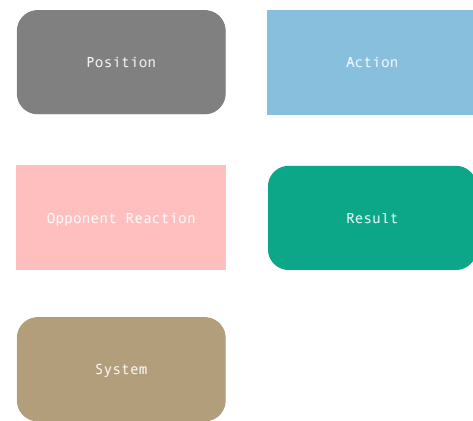 Position
Action
Opponent Reaction
Result
System